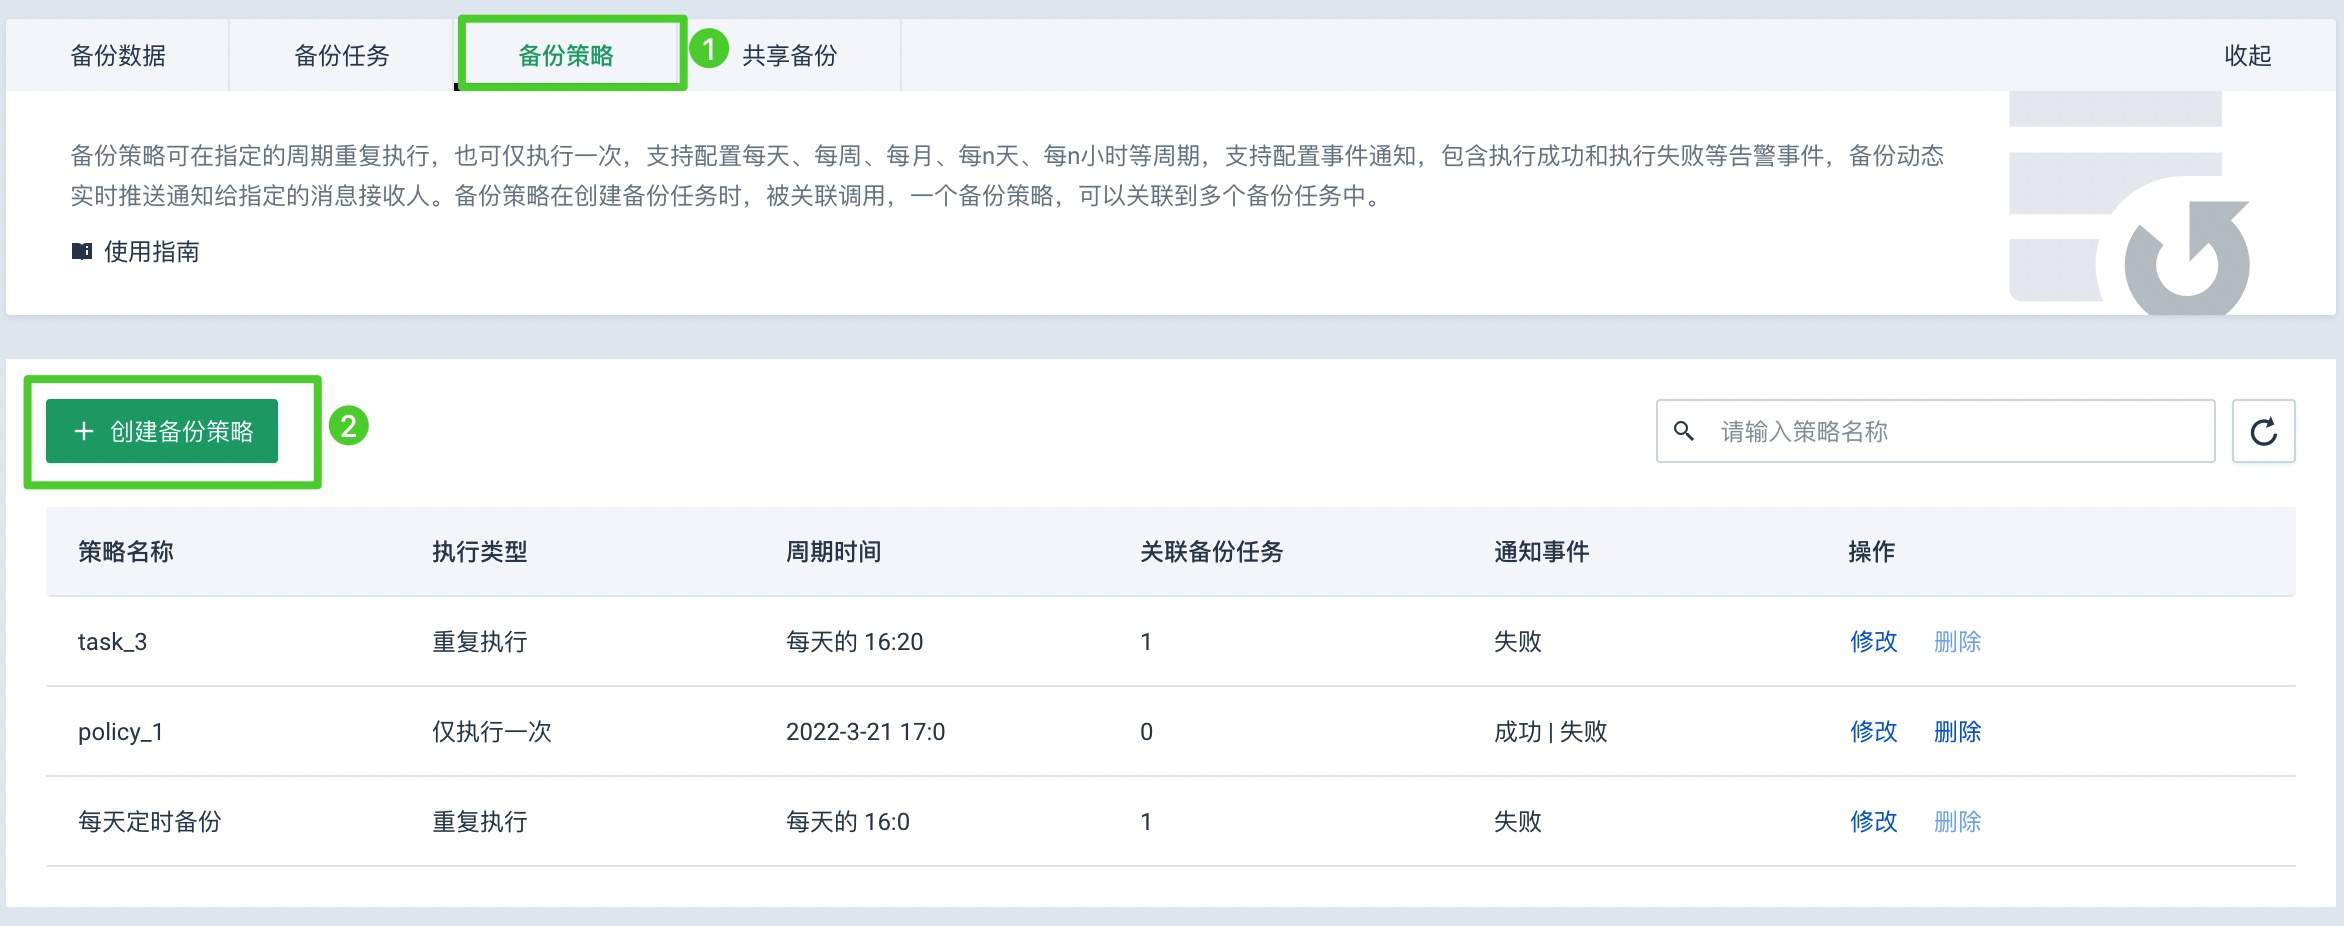 备份数据
备份任务
备份策略
1
共享备份
收起
备份策略可在指定的周期重复执行，也可仅执行一次，支持配置每天、每周、每月、每n天、每n小时等周期，支持配置事件通知，包含执行成功和执行失败等告警事件，备份动态
实时推送通知给指定的消息接收人。备份策略在创建备份任务时，被关联调用，一个备份策略，可以关联到多个备份任务中。
使用指南
+ 创建备份策略
2
请输入策略名称
策略名称 执行类型 周期时间 关联备份任务 通知事件 操作
task_3 重复执行 每天的 16:20 1 失败 修改 删除
policy_1 仅执行一次 2022-3-21 17:0 0 成功 | 失败 修改 删除
每天定时备份 重复执行 每天的 16:0 1 失败 修改 删除